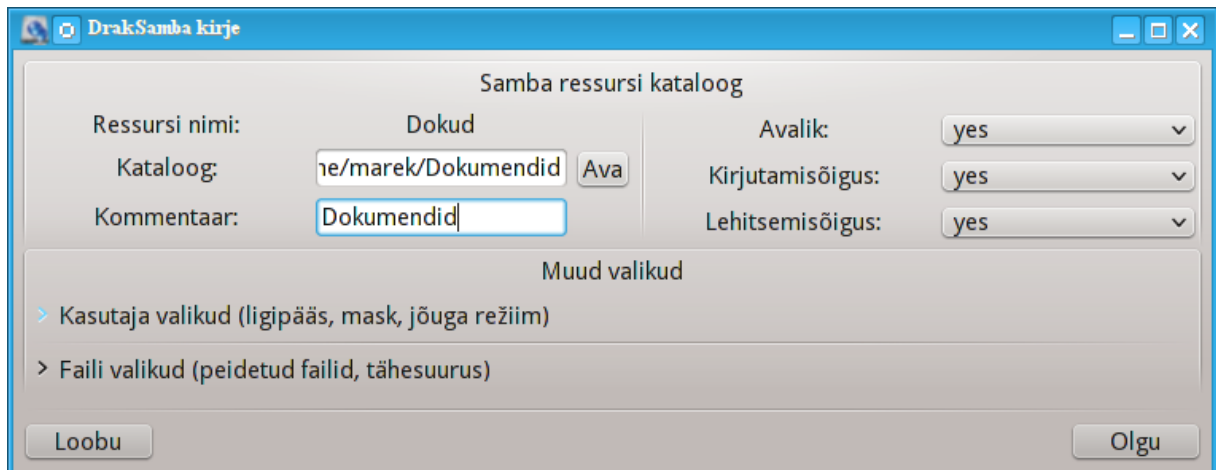 DrakSamba kirje
Samba ressursi kataloog
Ressursi nimi: Dokud
Kataloog: ne/marek/Dokumendid Ava
Kommentaar: Dokumendid
Avalik: yes
Kirjutamisõigus: yes
Lehitsemisõigus: yes
Muud valikud
Kasutaja valikud (ligipääs, mask, jõuga režiim)
Faili valikud (peidetud failid, tähesuurus)
Loobu Olgu